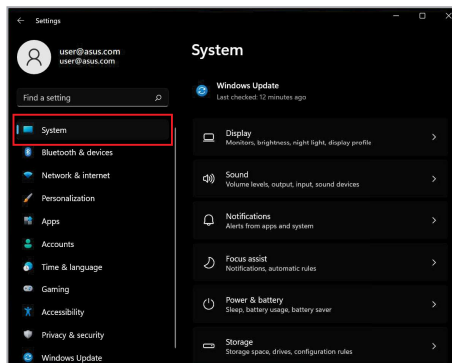 Settings
user@asus.com
user@asus.com
Find a setting
System
Bluetooth & devices
Network & internet
Personalization
Apps
Accounts
Time & language
Gaming
Accessibility
Privacy & security
Windows Update
System
Windows Update
Last checked: 12 minutes ago
Display
Monitors, brightness, night light, display profile
Sound
Volume levels, output, input, sound devices
Notifications
Alerts from apps and system
Focus assist
Notifications, automatic rules
Power & battery
Sleep, battery usage, battery saver
Storage
Storage space, drives, configuration rules